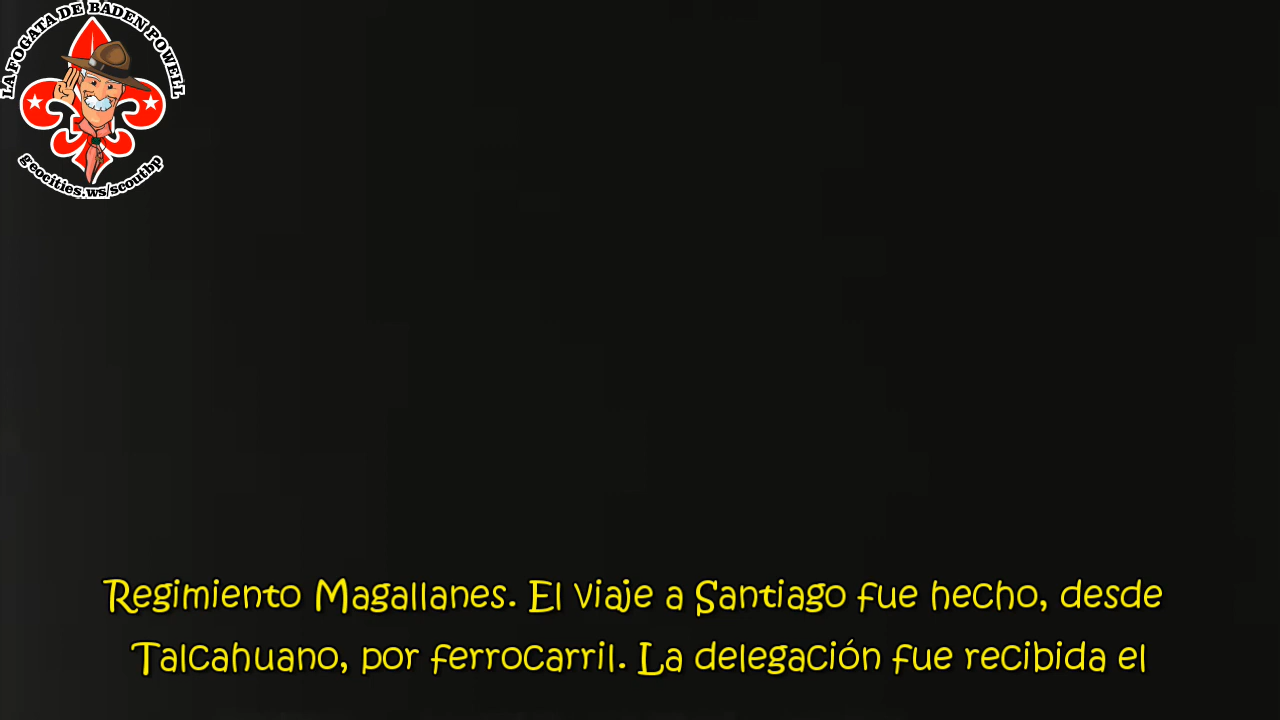 LA FOGATA DE BADEN POWELL
geocities.ws/scoutbp
Regimiento Magallanes. El viaje a Santiago fue hecho, desde
Talcahuano, por ferrocarril. La delegación fue recibida el